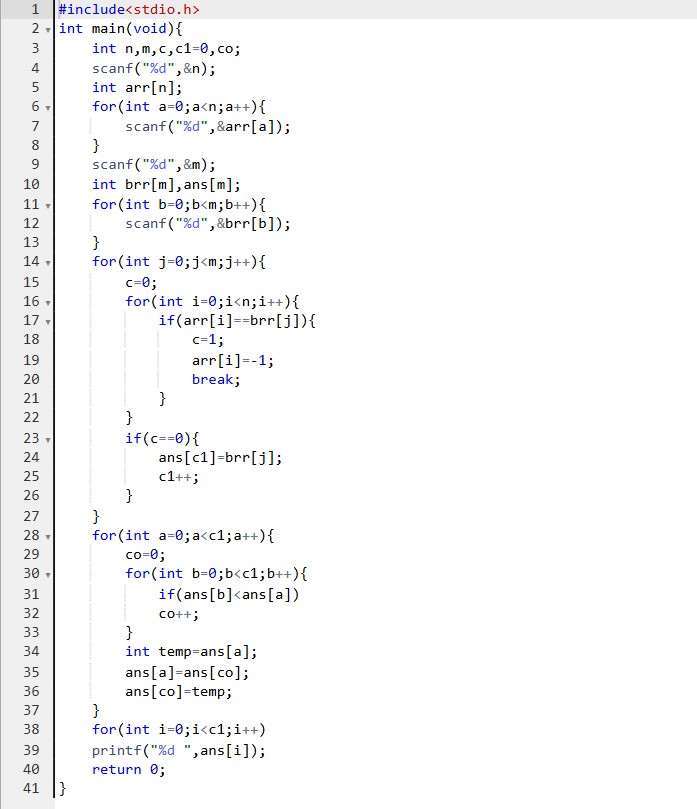 1 #include<stdio.h>
2 int main(void){
3     int n,m,c,c1=0,co;
4     scanf("%d",&n);
5     int arr[n];
6     for(int a=0;a<n;a++){
7         scanf("%d",&arr[a]);
8     }
9     scanf("%d",&m);
10     int brr[m],ans[m];
11     for(int b=0;b<m;b++){
12         scanf("%d",&brr[b]);
13     }
14     for(int j=0;j<m;j++){
15         c=0;
16         for(int i=0;i<n;i++){
17             if(arr[i]==brr[j]){
18                 c=1;
19                 arr[i]=-1;
20                 break;
21             }
22         }
23         if(c==0){
24             ans[c1]=brr[j];
25             c1++;
26         }
27     }
28     for(int a=0;a<c1;a++){
29         co=0;
30         for(int b=0;b<c1;b++){
31             if(ans[b]<ans[a])
32             co++;
33         }
34         int temp=ans[a];
35         ans[a]=ans[co];
36         ans[co]=temp;
37     }
38     for(int i=0;i<c1;i++)
39     printf("%d ",ans[i]);
40     return 0;
41 }